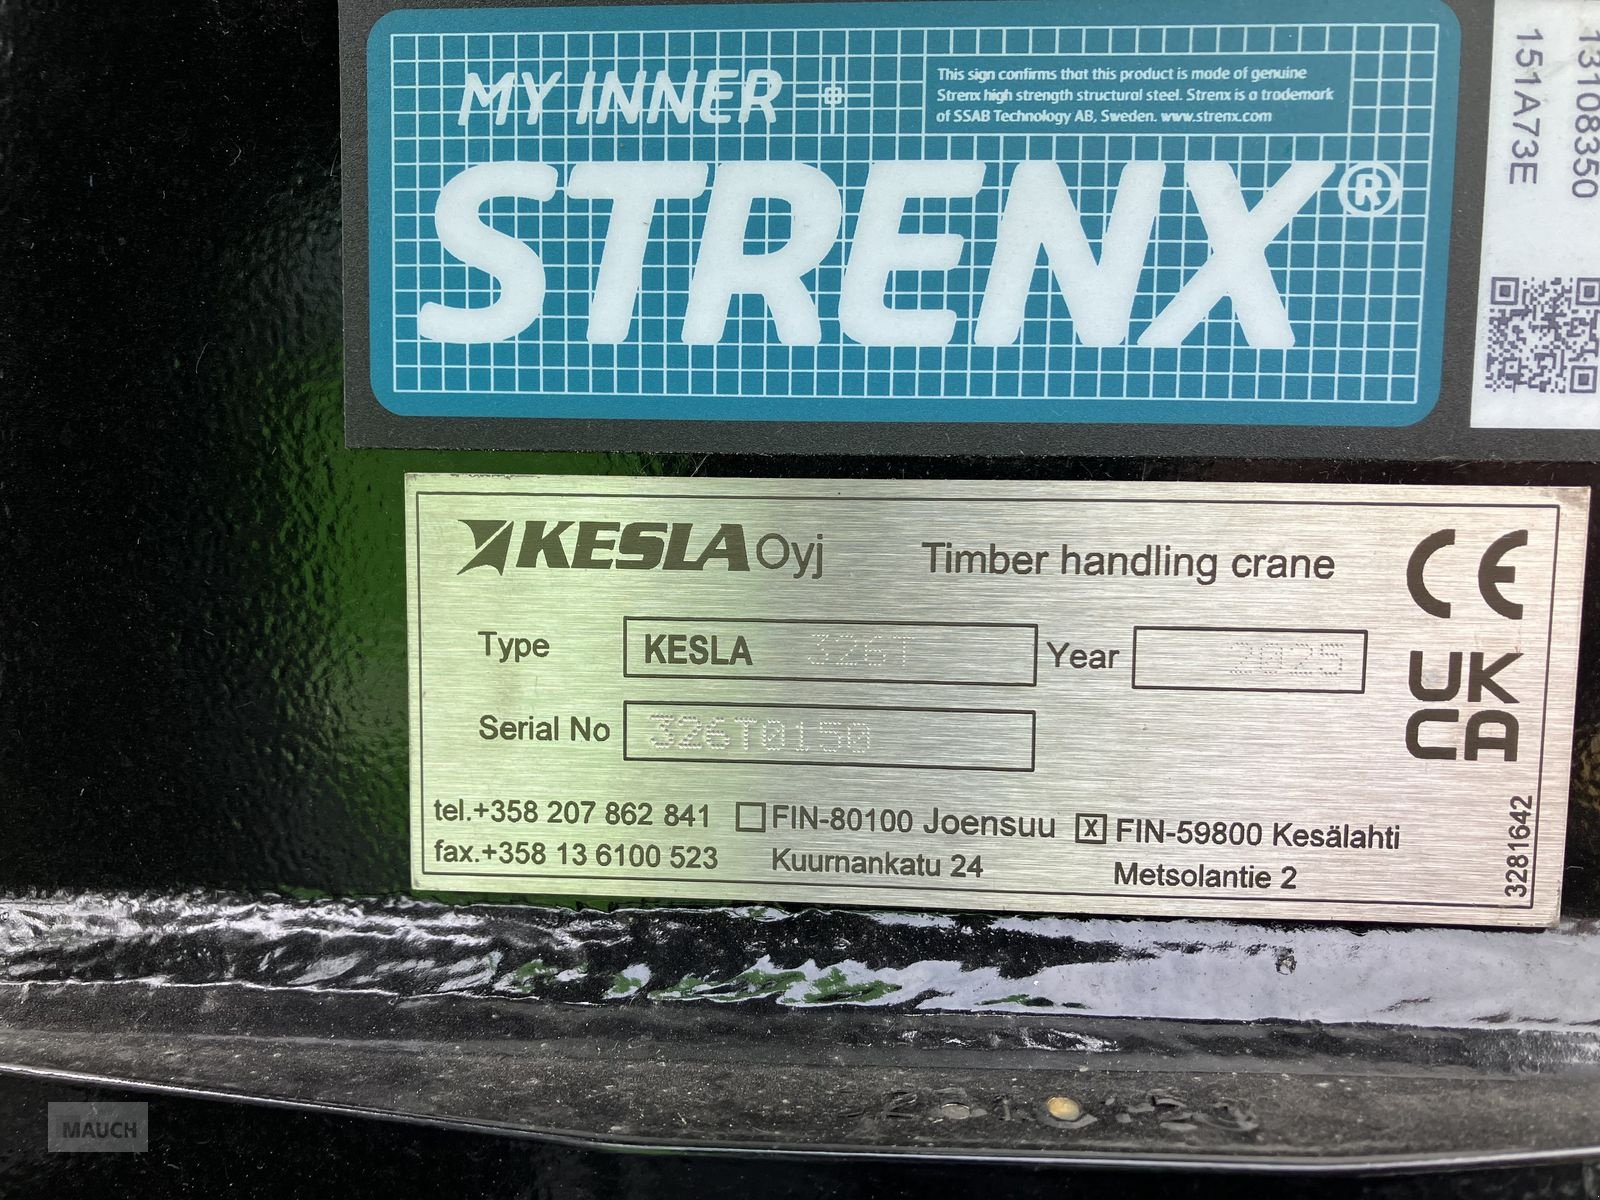 MY INNER
This sign confirms that this product is made of genuine
Strenx high strength structural steel. Strenx is a trademark
of SSAB Technology AB, Sweden. www.strenx.com
STRENX®
13108350
151A73E
KESLA Oyj
Timber handling crane
CE
Type KESLA 326T Year 2025
UK
CA
Serial No 326T0150
tel.+358 207 862 841
fax.+358 13 6100 523
FIN-80100 Joensuu
Kuurnankatu 24
X FIN-59800 Kesälahti
Metsolantie 2
3281642
MAUCH